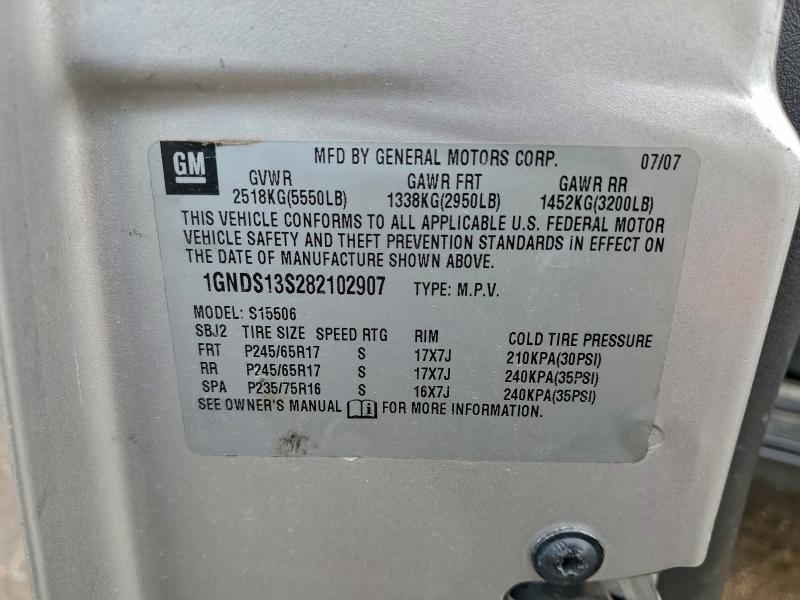 GM
MFD BY GENERAL MOTORS CORP. 07/07
GVWR GAWR FRT GAWR RR
2518KG(5550LB) 1338KG(2950LB) 1452KG(3200LB)
THIS VEHICLE CONFORMS TO ALL APPLICABLE U.S. FEDERAL MOTOR
VEHICLE SAFETY AND THEFT PREVENTION STANDARDS IN EFFECT ON
THE DATE OF MANUFACTURE SHOWN ABOVE.
1GNDS13S282102907 TYPE: M.P.V.
MODEL: S15506
SBJ2 TIRE SIZE SPEED RTG RIM COLD TIRE PRESSURE
FRT P245/65R17 S 17X7J 210KPA(30PSI)
RR P245/65R17 S 17X7J 240KPA(35PSI)
SPA P235/75R16 S 16X7J 240KPA(35PSI)
SEE OWNER'S MANUAL i FOR MORE INFORMATION.